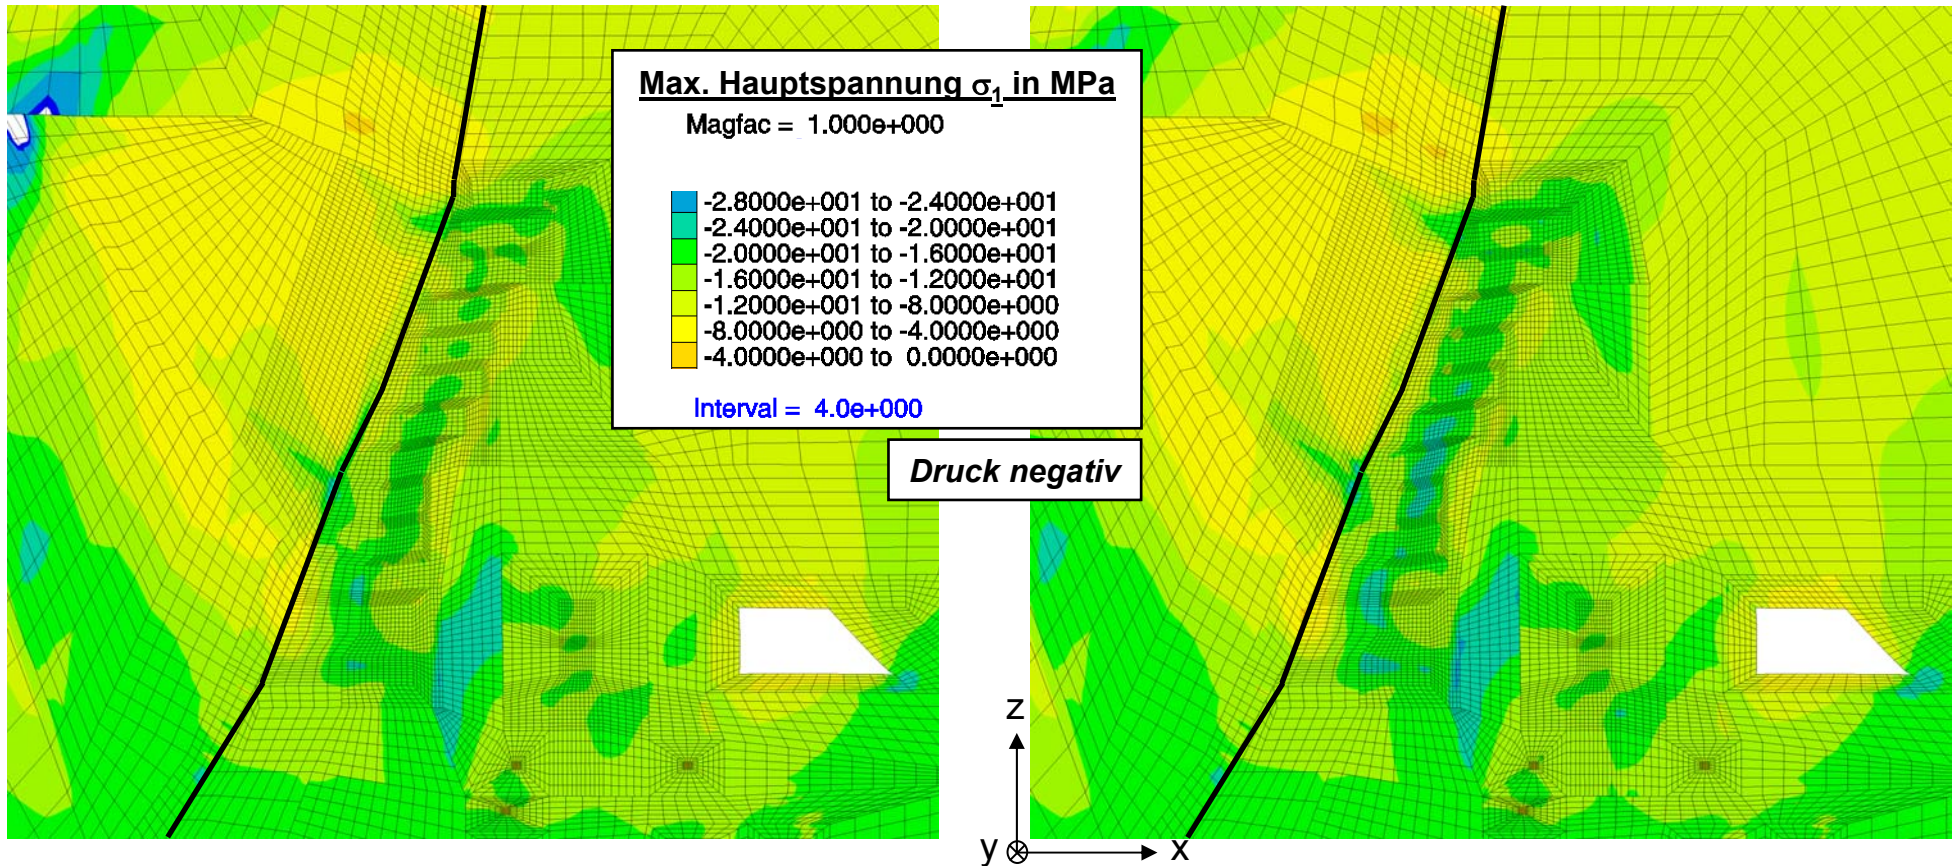 Max. Hauptspannung σ1 in MPa
Magfac = 1.000e+000
-2.8000e+001 to -2.4000e+001
-2.4000e+001 to -2.0000e+001
-2.0000e+001 to -1.6000e+001
-1.6000e+001 to -1.2000e+001
-1.2000e+001 to -8.0000e+000
-8.0000e+000 to -4.0000e+000
-4.0000e+000 to 0.0000e+000
Interval = 4.0e+000
Druck negativ
z
y
x